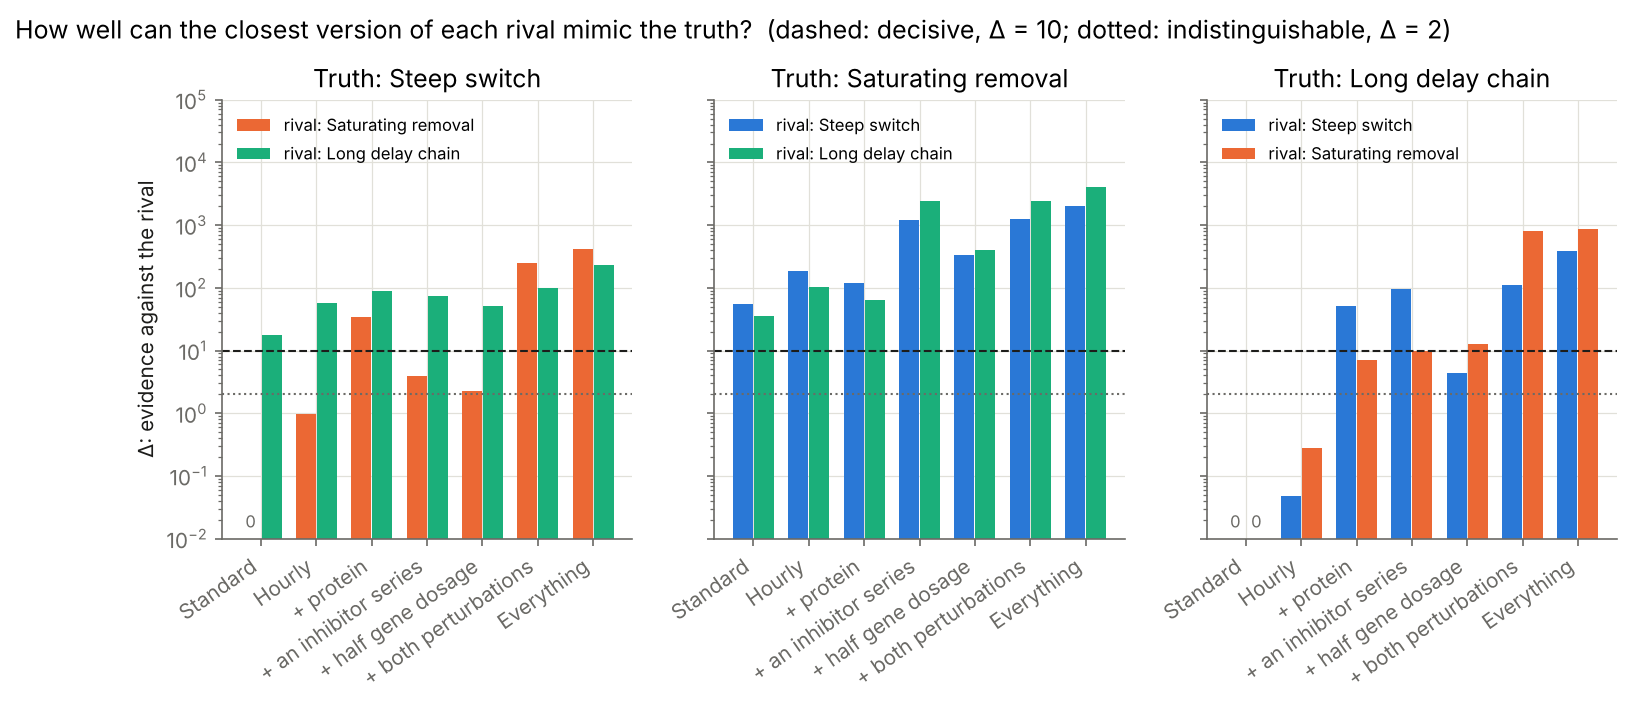 How well can the closest version of each rival mimic the truth?  (dashed: decisive, Δ = 10; dotted: indistinguishable, Δ = 2)
Truth: Steep switch
rival: Saturating removal
rival: Long delay chain
Δ: evidence against the rival
10⁵
10⁴
10³
10²
10¹
10⁰
10⁻¹
10⁻²
0
Standard
Hourly
+ protein
+ an inhibitor series
+ half gene dosage
+ both perturbations
Everything
Truth: Saturating removal
rival: Steep switch
rival: Long delay chain
Standard
Hourly
+ protein
+ an inhibitor series
+ half gene dosage
+ both perturbations
Everything
Truth: Long delay chain
rival: Steep switch
rival: Saturating removal
0 0
Standard
Hourly
+ protein
+ an inhibitor series
+ half gene dosage
+ both perturbations
Everything